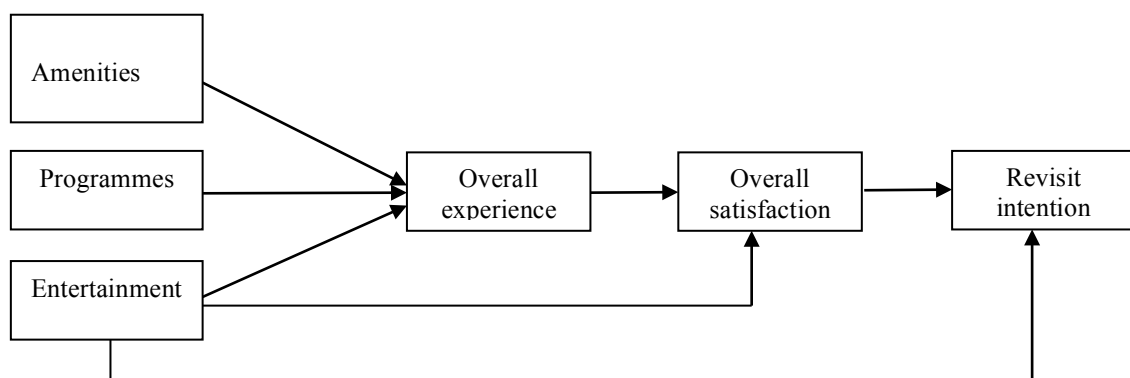 Amenities
Programmes
Entertainment
Overall
experience
Overall
satisfaction
Revisit
intention